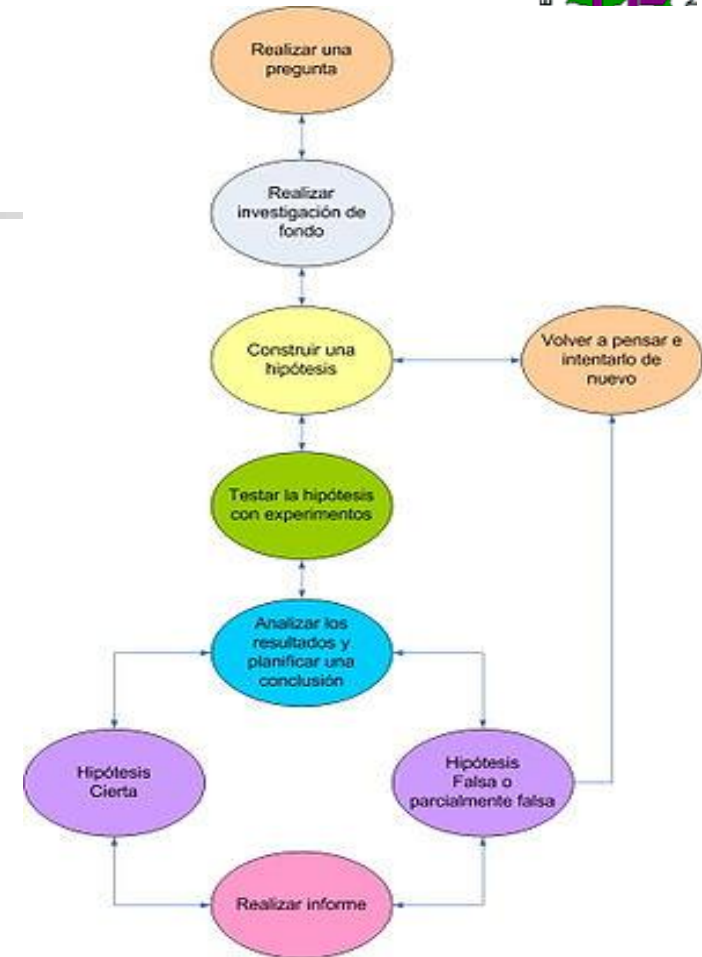 Realizar una
pregunta
Realizar
investigación de
fondo
Construir una
hipótesis
Volver a pensar e
intentarlo de
nuevo
Testar la hipótesis
con experimentos
Analizar los
resultados y
planificar una
conclusión
Hipótesis
Cierta
Hipótesis
Falsa o
parcialmente falsa
Realizar informe